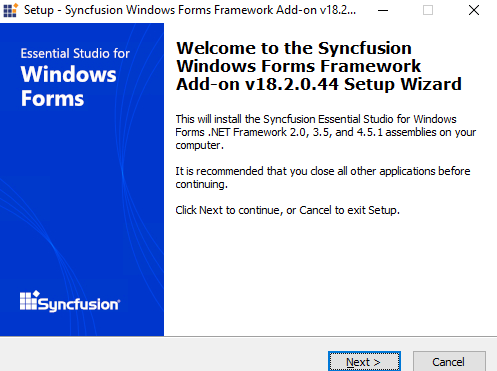 Setup - Syncfusion Windows Forms Framework Add-on v18.2...
Essential Studio for
Windows
Forms
Syncfusion
Welcome to the Syncfusion
Windows Forms Framework
Add-on v18.2.0.44 Setup Wizard
This will install the Syncfusion Essential Studio for Windows
Forms .NET Framework 2.0, 3.5, and 4.5.1 assemblies on your
computer.
It is recommended that you close all other applications before
continuing.
Click Next to continue, or Cancel to exit Setup.
Next >
Cancel